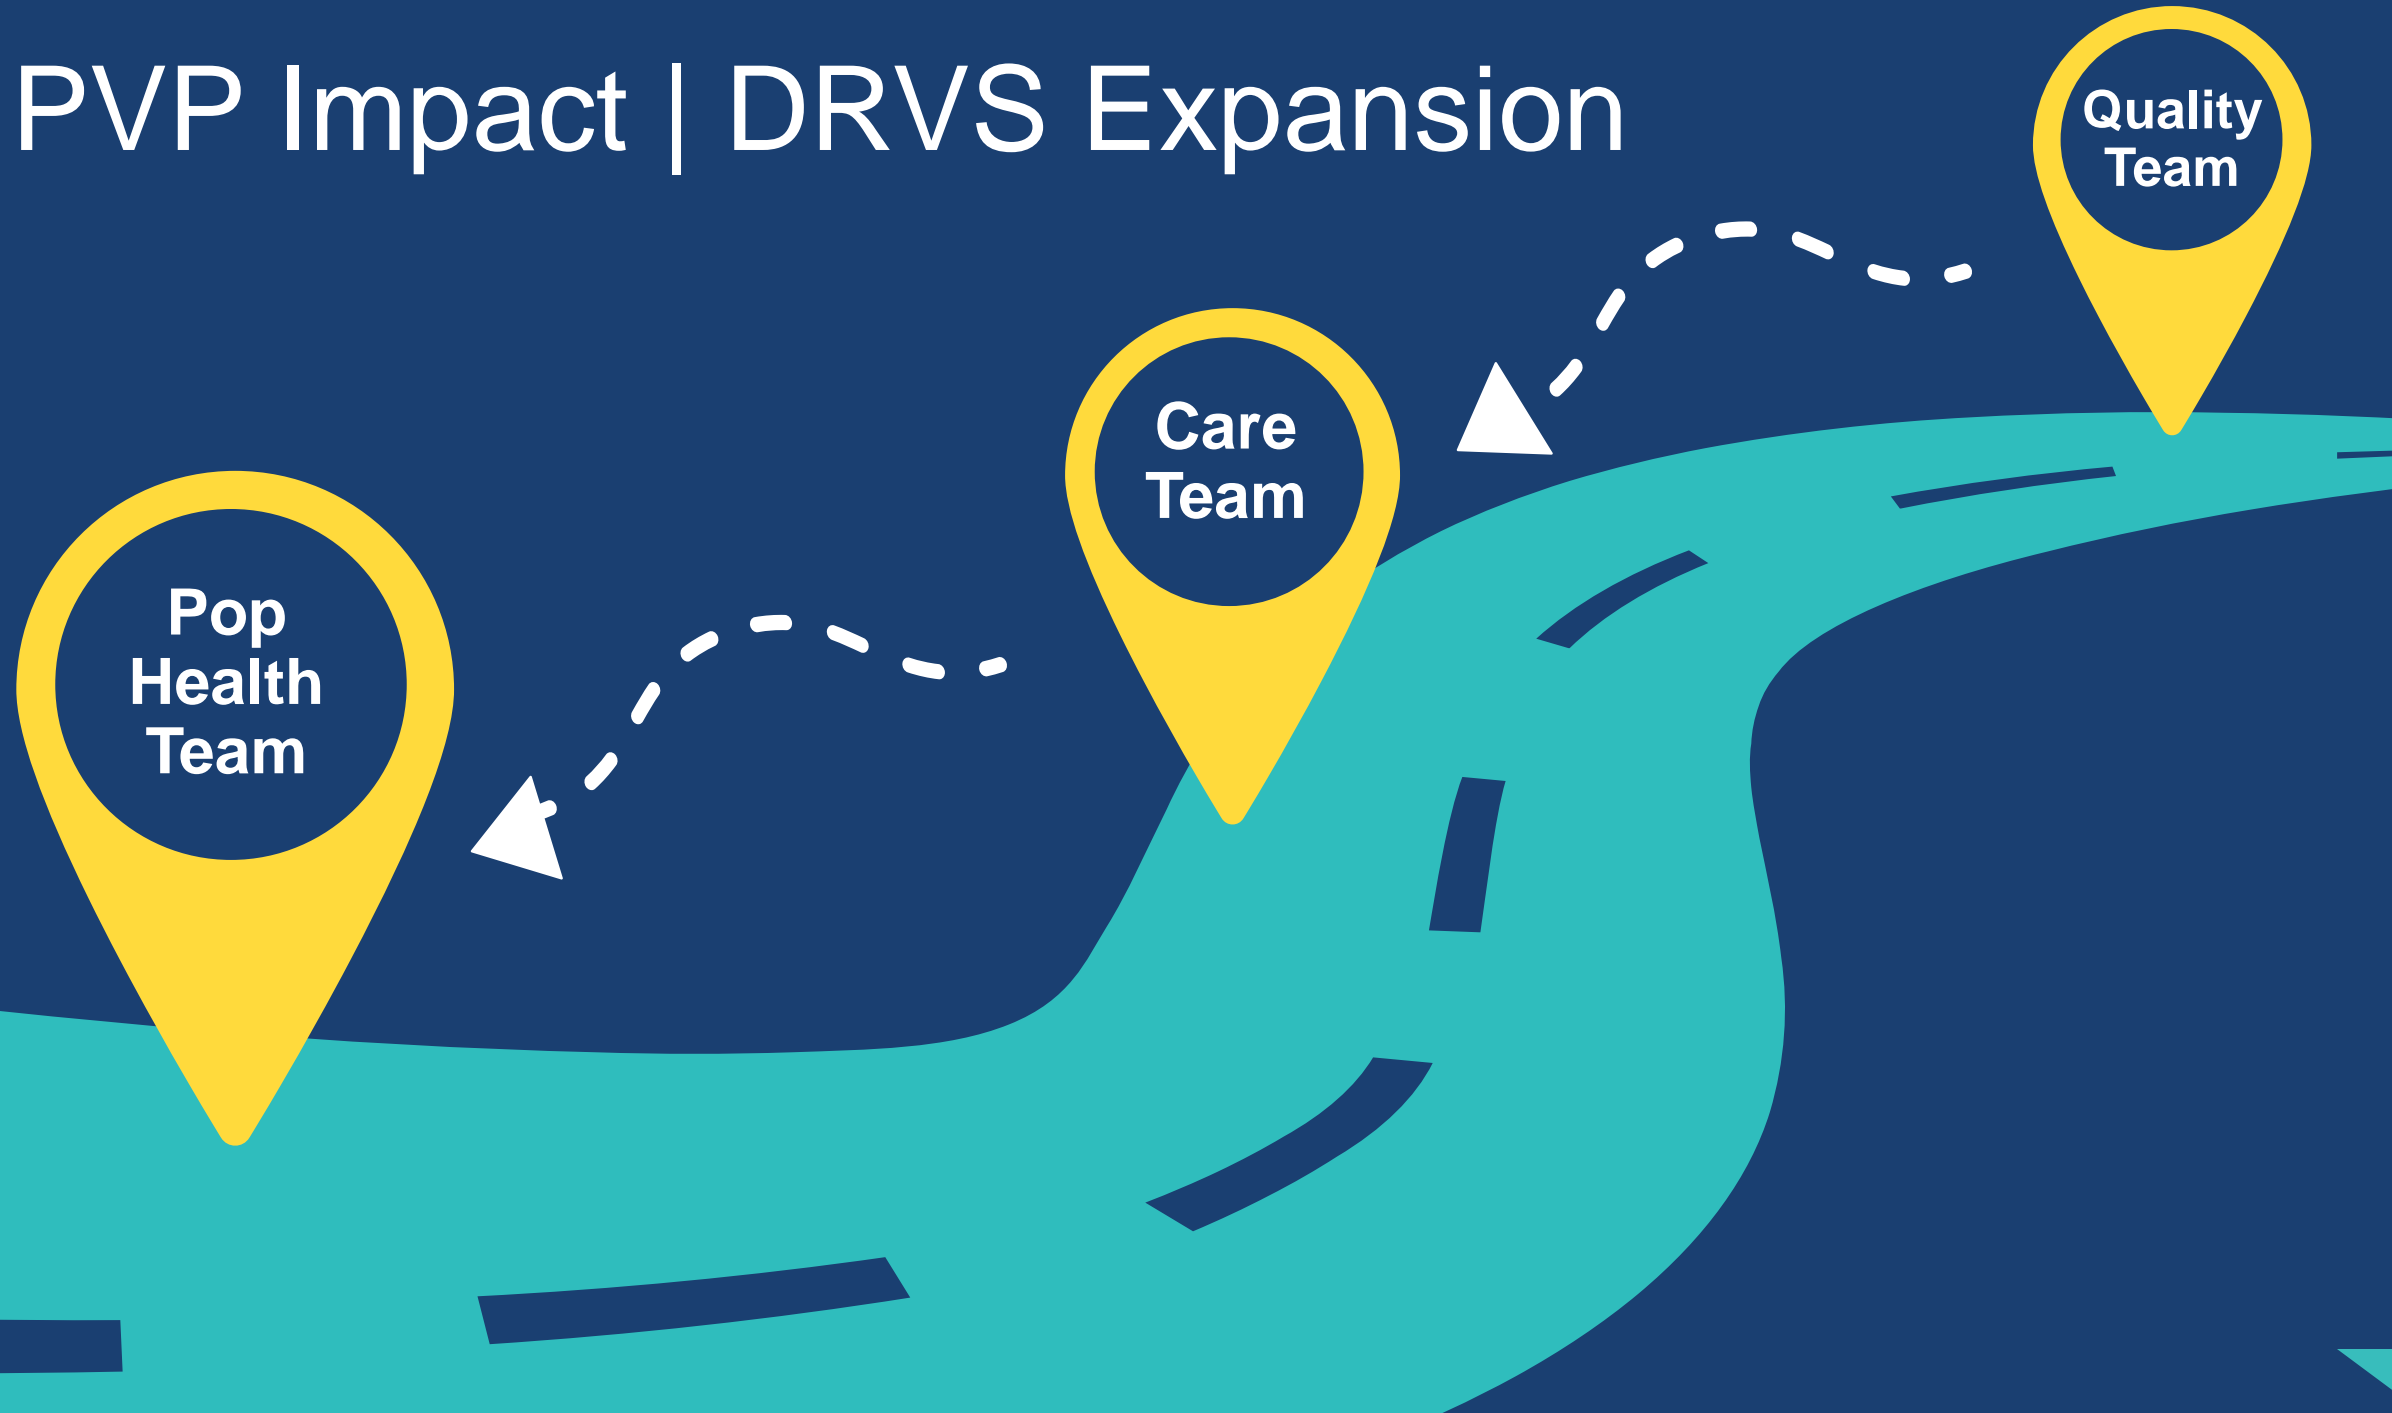 PVP Impact | DRVS Expansion
Quality
Team
Care
Team
Pop
Health
Team